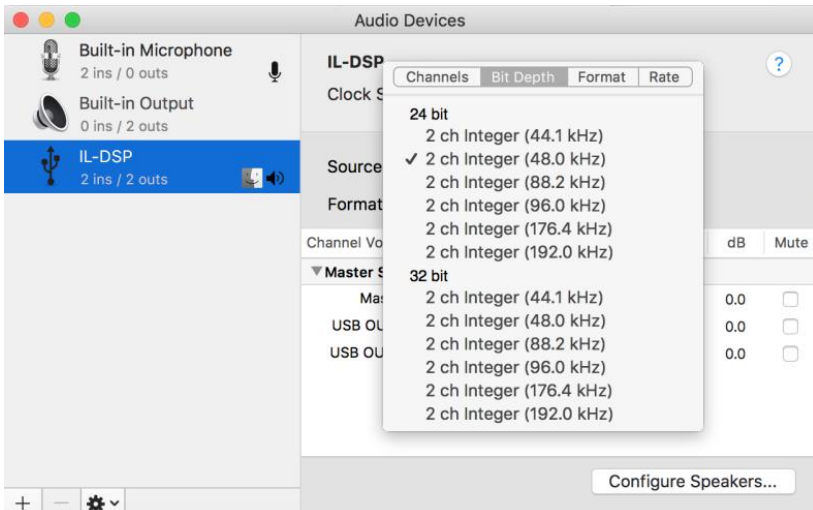 Audio Devices
Built-in Microphone
2 ins / 0 outs
Built-in Output
0 ins / 2 outs
IL-DSP
2 ins / 2 outs
IL-DSP
Clock S
?
Source
Format
Channels Bit Depth Format Rate
24 bit
2 ch Integer (44.1 kHz)
✓ 2 ch Integer (48.0 kHz)
2 ch Integer (88.2 kHz)
2 ch Integer (96.0 kHz)
2 ch Integer (176.4 kHz)
2 ch Integer (192.0 kHz)
32 bit
2 ch Integer (44.1 kHz)
2 ch Integer (48.0 kHz)
2 ch Integer (88.2 kHz)
2 ch Integer (96.0 kHz)
2 ch Integer (176.4 kHz)
2 ch Integer (192.0 kHz)
Channel Vo dB Mute
Master S
Mas 0.0
USB OU 0.0
USB OU 0.0
Configure Speakers...